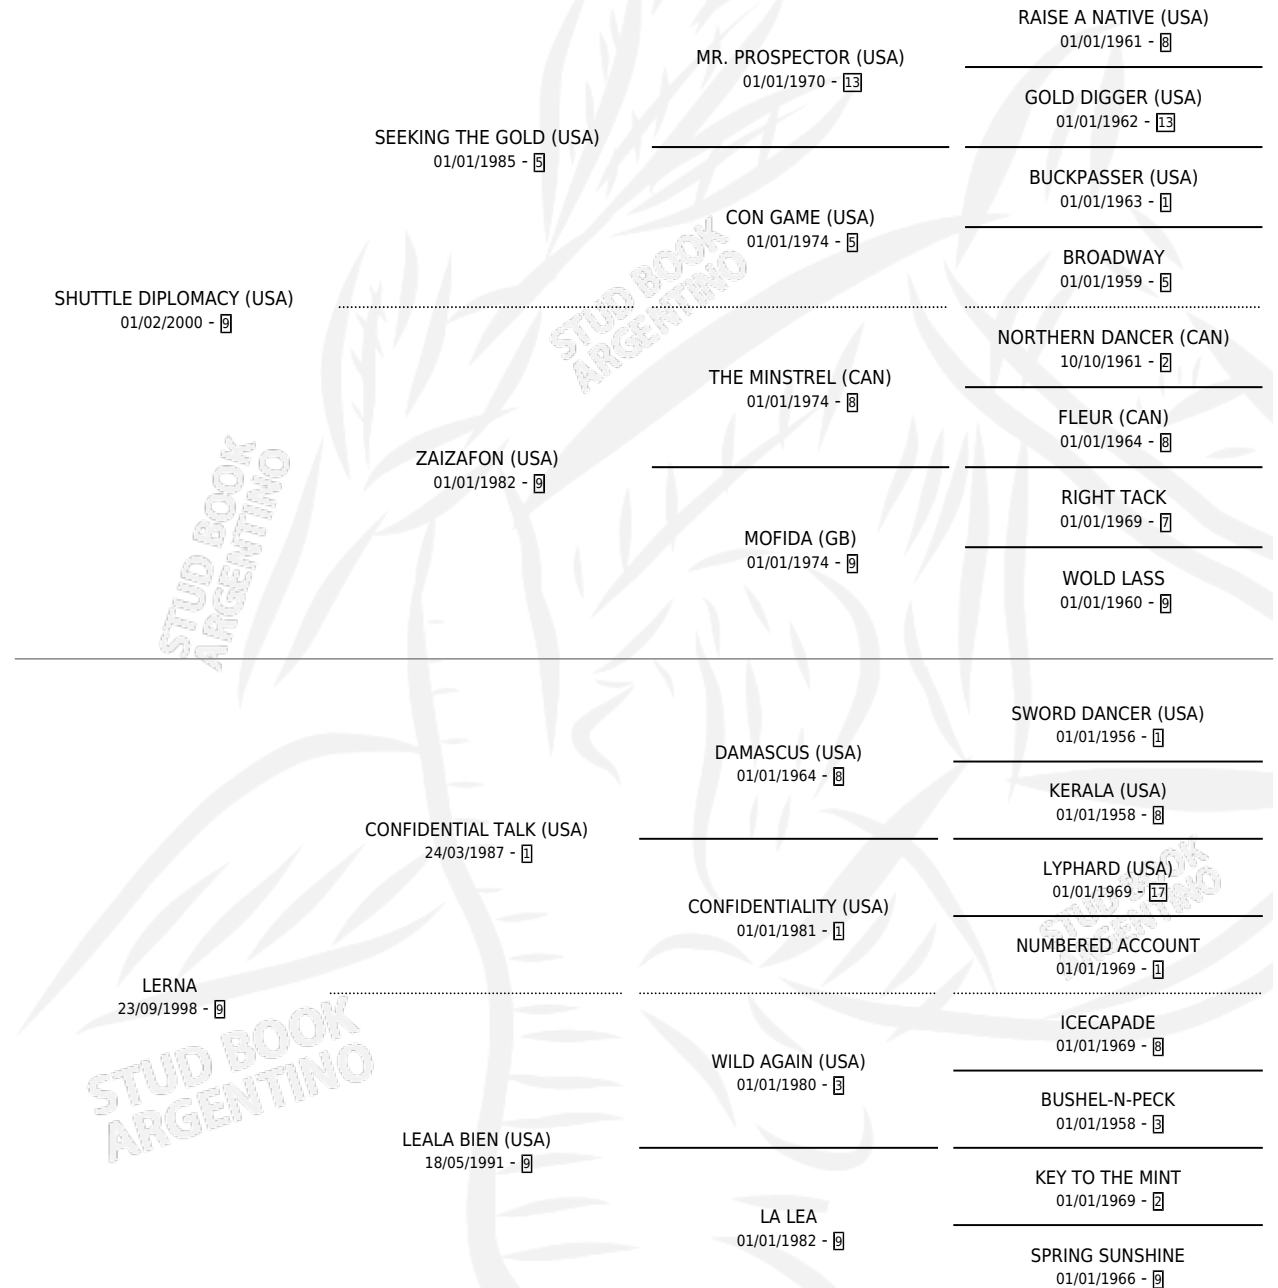 RAISE A NATIVE (USA)
01/01/1961 - 8
MR. PROSPECTOR (USA)
01/01/1970 - 13
GOLD DIGGER (USA)
01/01/1962 - 13
SEEKING THE GOLD (USA)
01/01/1985 - 5
BUCKPASSER (USA)
01/01/1963 - 1
CON GAME (USA)
01/01/1974 - 5
BROADWAY
01/01/1959 - 5
SHUTTLE DIPLOMACY (USA)
01/02/2000 - 9
NORTHERN DANCER (CAN)
10/10/1961 - 2
THE MINSTREL (CAN)
01/01/1974 - 8
FLEUR (CAN)
01/01/1964 - 8
ZAIZAFON (USA)
01/01/1982 - 9
RIGHT TACK
01/01/1969 - 7
MOFIDA (GB)
01/01/1974 - 9
WOLD LASS
01/01/1960 - 9
STUD BOOK
ARGENTINO
STUD BOOK
ARGENTINO
SWORD DANCER (USA)
01/01/1956 - 1
DAMASCUS (USA)
01/01/1964 - 8
KERALA (USA)
01/01/1958 - 8
CONFIDENTIAL TALK (USA)
24/03/1987 - 1
LYPHARD (USA)
01/01/1969 - 17
CONFIDENTIALITY (USA)
01/01/1981 - 1
NUMBERED ACCOUNT
01/01/1969 - 1
LERNA
23/09/1998 - 9
ICECAPADE
01/01/1969 - 8
WILD AGAIN (USA)
01/01/1980 - 3
BUSHEL-N-PECK
01/01/1958 - 3
LEALA BIEN (USA)
18/05/1991 - 9
KEY TO THE MINT
01/01/1969 - 2
LA LEA
01/01/1982 - 9
SPRING SUNSHINE
01/01/1966 - 9
STUD BOOK
ARGENTINO
STUD BOOK
ARGENTINO